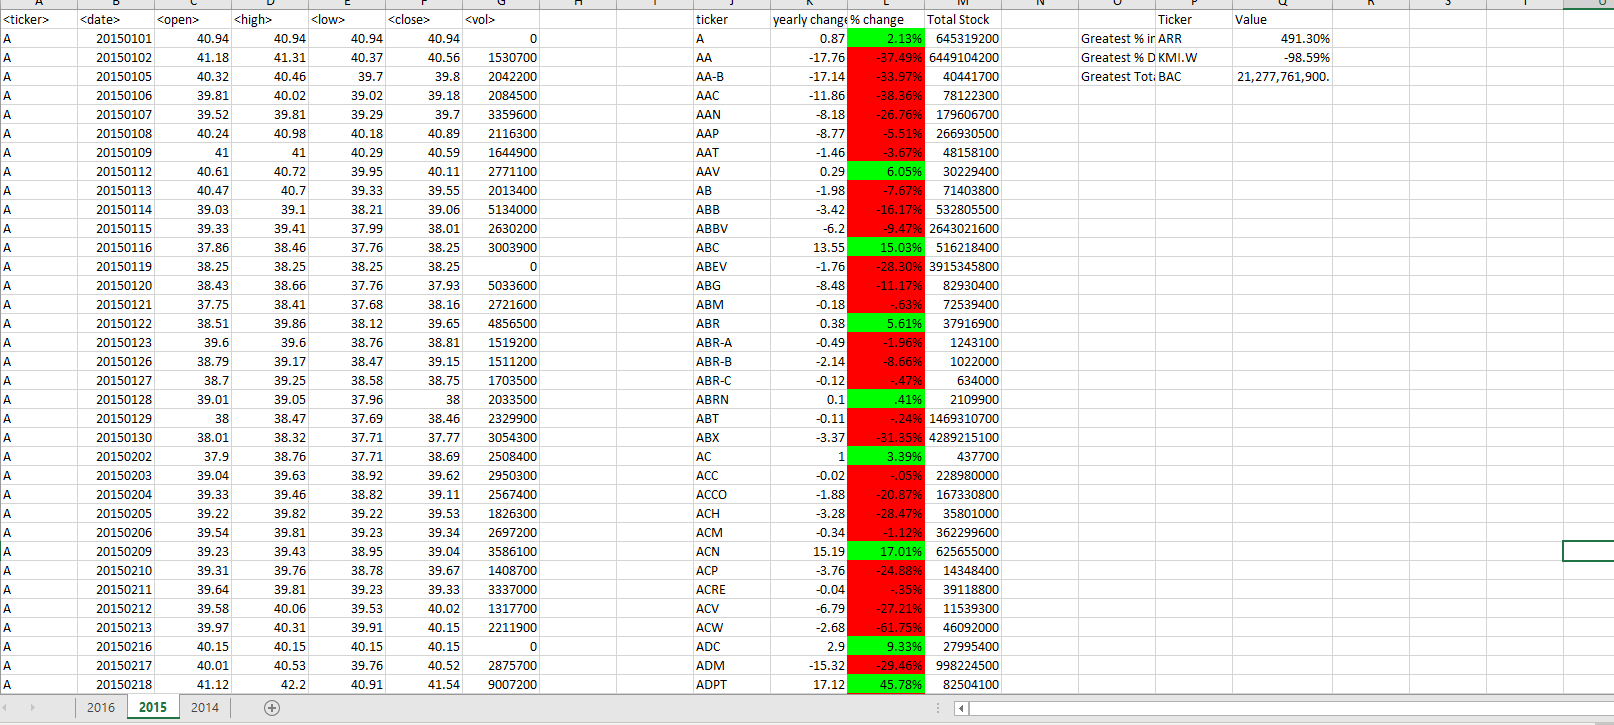 A B C D E F G H I J K L M N O P Q R S T U
<ticker> <date> <open> <high> <low> <close> <vol> ticker yearly change % change Total Stock Ticker Value
A 20150101 40.94 40.94 40.94 40.94 0 A 0.87 2.13% 645319200 Greatest % in ARR 491.30%
A 20150102 41.18 41.31 40.37 40.56 1530700 AA -17.76 -37.49% 6449104200 Greatest % D KMI.W -98.59%
A 20150105 40.32 40.46 39.7 39.8 2042200 AA-B -17.14 -33.97% 40441700 Greatest Tota BAC 21,277,761,900.
A 20150106 39.81 40.02 39.02 39.18 2084500 AAC -11.86 -38.36% 78122300
A 20150107 39.52 39.81 39.29 39.7 3359600 AAN -8.18 -26.76% 179606700
A 20150108 40.24 40.98 40.18 40.89 2116300 AAP -8.77 -5.51% 266930500
A 20150109 41 41 40.29 40.59 1644900 AAT -1.46 -3.67% 48158100
A 20150112 40.61 40.72 39.95 40.11 2771100 AAV 0.29 6.05% 30229400
A 20150113 40.47 40.7 39.33 39.55 2013400 AB -1.98 -7.67% 71403800
A 20150114 39.03 39.1 38.21 39.06 5134000 ABB -3.42 -16.17% 532805500
A 20150115 39.33 39.41 37.99 38.01 2630200 ABBV -6.2 -9.47% 2643021600
A 20150116 37.86 38.46 37.76 38.25 3003900 ABC 13.55 15.03% 516218400
A 20150119 38.25 38.25 38.25 38.25 0 ABEV -1.76 -28.30% 3915345800
A 20150120 38.43 38.66 37.76 37.93 5033600 ABG -8.48 -11.17% 82930400
A 20150121 37.75 38.41 37.68 38.16 2721600 ABM -0.18 -.63% 72539400
A 20150122 38.51 39.86 38.12 39.65 4856500 ABR 0.38 5.61% 37916900
A 20150123 39.6 39.6 38.76 38.81 1519200 ABR-A -0.49 -1.96% 1243100
A 20150126 38.79 39.17 38.47 39.15 1511200 ABR-B -2.14 -8.66% 1022000
A 20150127 38.7 39.25 38.58 38.75 1703500 ABR-C -0.12 -.47% 634000
A 20150128 39.01 39.05 37.96 38 2033500 ABRN 0.1 .41% 2109900
A 20150129 38 38.47 37.69 38.46 2329900 ABT -0.11 -.24% 1469310700
A 20150130 38.01 38.32 37.71 37.77 3054300 ABX -3.37 -31.35% 4289215100
A 20150202 37.9 38.76 37.71 38.69 2508400 AC 1 3.39% 437700
A 20150203 39.04 39.63 38.92 39.62 2950300 ACC -0.02 -.05% 228980000
A 20150204 39.33 39.46 38.82 39.11 2567400 ACCO -1.88 -20.87% 167330800
A 20150205 39.22 39.82 39.22 39.53 1826300 ACH -3.28 -28.47% 35801000
A 20150206 39.54 39.81 39.23 39.34 2697200 ACM -0.34 -1.12% 362299600
A 20150209 39.23 39.43 38.95 39.04 3586100 ACN 15.19 17.01% 625655000
A 20150210 39.31 39.76 38.78 39.67 1408700 ACP -3.76 -24.88% 14348400
A 20150211 39.64 39.81 39.23 39.33 3337000 ACRE -0.04 -.35% 39118800
A 20150212 39.58 40.06 39.53 40.02 1317700 ACV -6.79 -27.21% 11539300
A 20150213 39.97 40.31 39.91 40.15 2211900 ACW -2.68 -61.75% 46092000
A 20150216 40.15 40.15 40.15 40.15 0 ADC 2.9 9.33% 27995400
A 20150217 40.01 40.53 39.76 40.52 2875700 ADM -15.32 -29.46% 998224500
A 20150218 41.12 42.2 40.91 41.54 9007200 ADPT 17.12 45.78% 82504100
2016 2015 2014